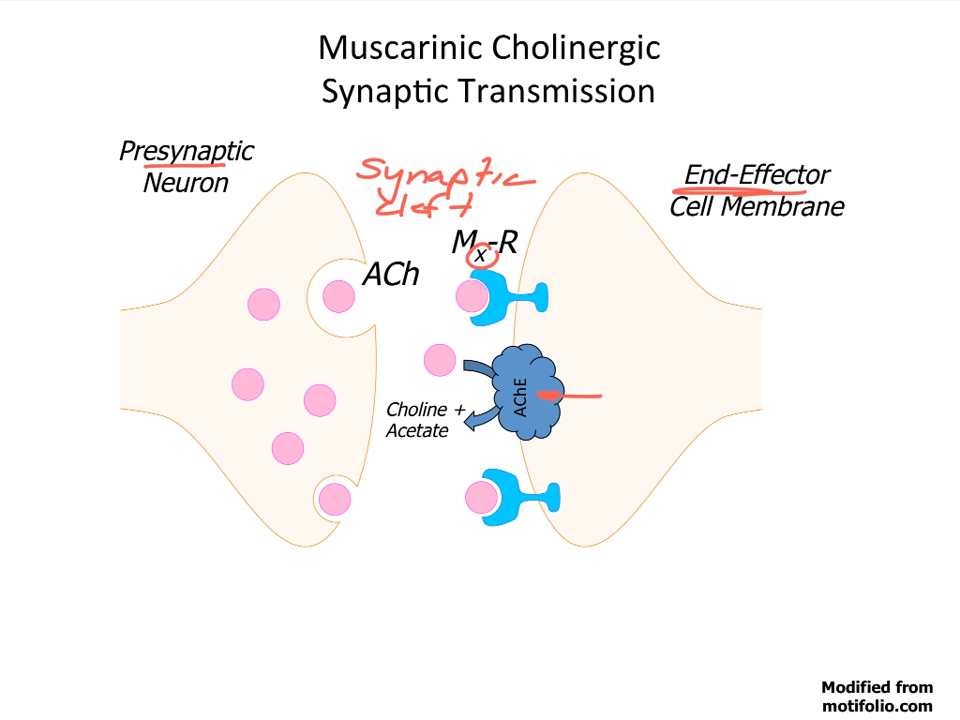 Muscarinic Cholinergic
Synaptic Transmission
Presynaptic
Neuron
Synaptic
cleft
End-Effector
Cell Membrane
Mx-R
ACh
AChE
Choline +
Acetate
Modified from
motifolio.com